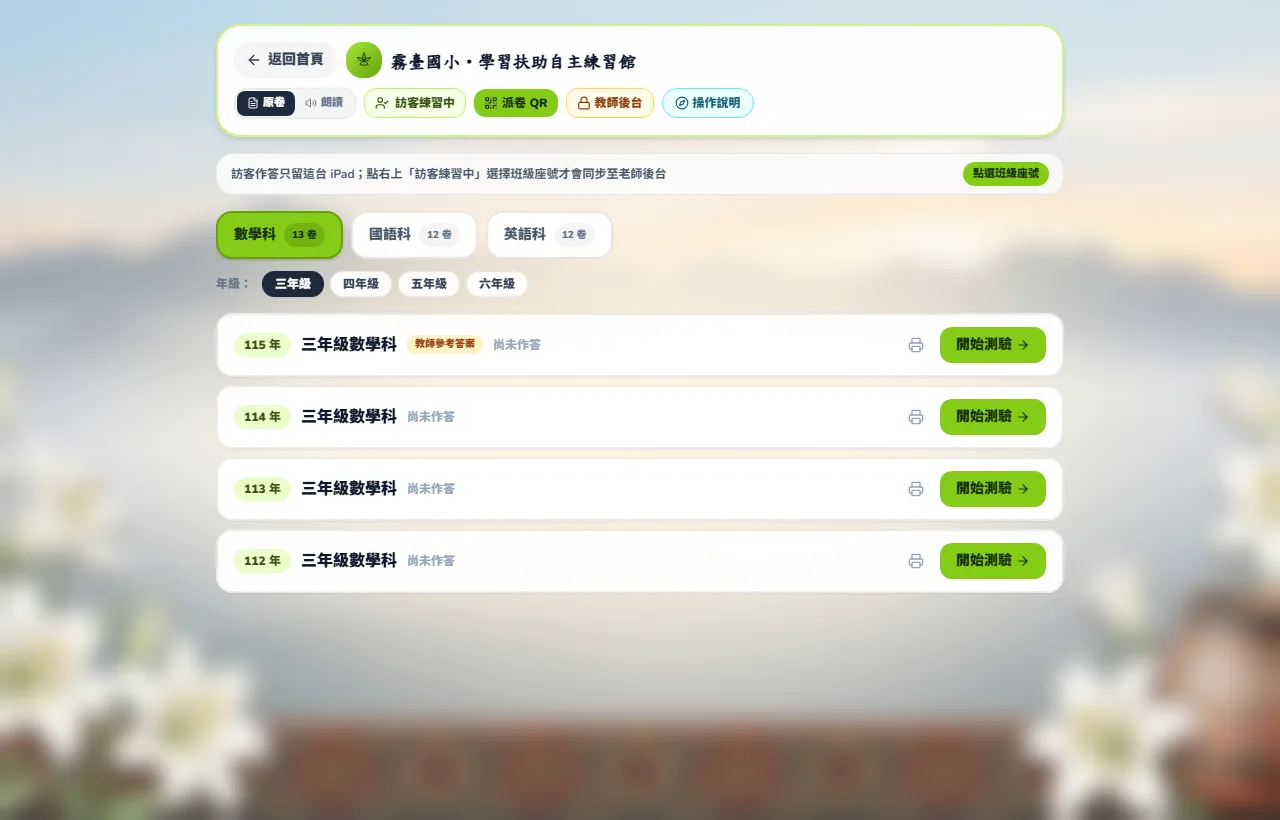 返回首頁
霧臺國小・學習扶助自主練習館
原卷 朗讀 訪客練習中 派卷 QR 教師後台 操作說明
訪客作答只留這台 iPad；點右上「訪客練習中」選擇班級座號才會同步至老師後台 點選班級座號
數學科 13 卷 國語科 12 卷 英語科 12 卷
年級： 三年級 四年級 五年級 六年級
115 年 三年級數學科 教師參考答案 尚未作答 開始測驗 →
114 年 三年級數學科 尚未作答 開始測驗 →
113 年 三年級數學科 尚未作答 開始測驗 →
112 年 三年級數學科 尚未作答 開始測驗 →